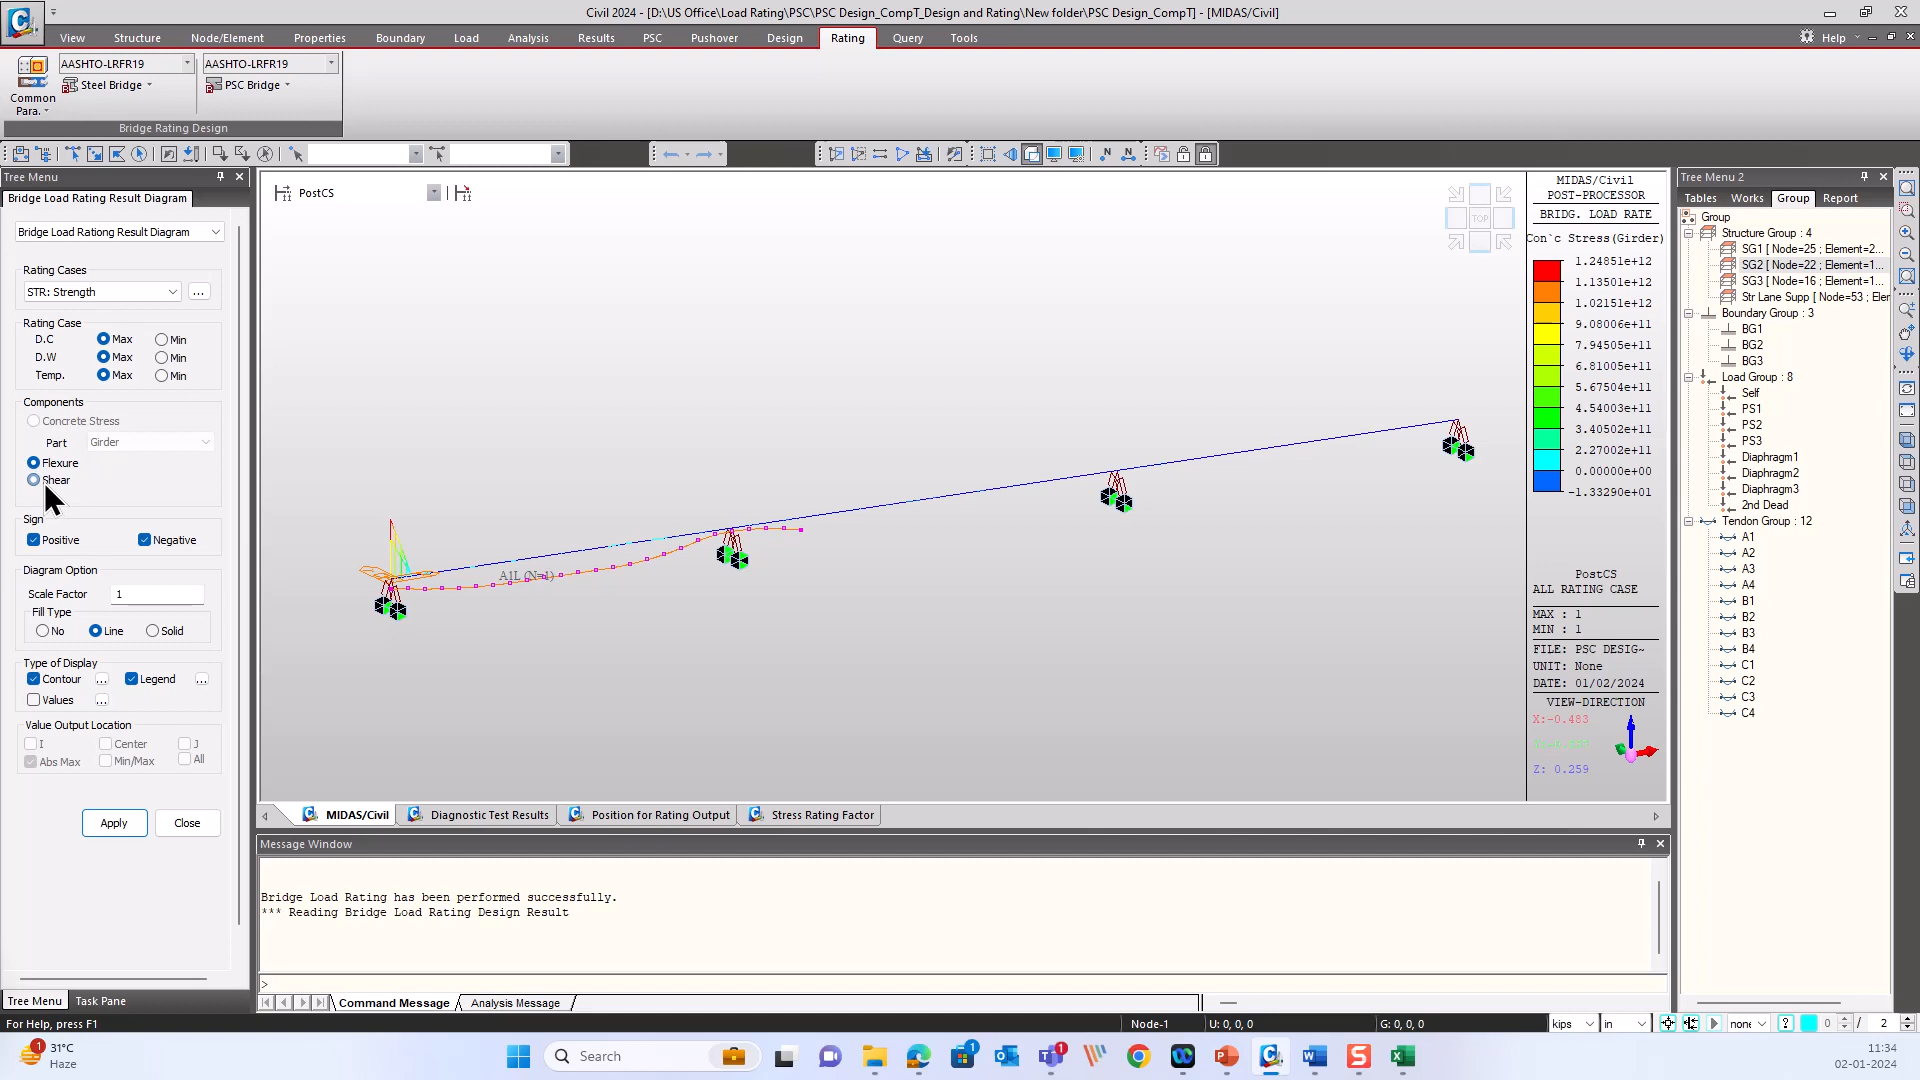 Civil 2024 - [D:\US Office\Load Rating\PSC\PSC Design_CompT_Design and Rating\New folder\PSC Design_CompT] - [MIDAS/Civil]
View Structure Node/Element Properties Boundary Load Analysis Results PSC Pushover Design Rating Query Tools Help
AASHTO-LRFR19 AASHTO-LRFR19
Steel Bridge PSC Bridge
Common
Para.
Bridge Rating Design
Tree Menu
Bridge Load Rating Result Diagram
Bridge Load Rationg Result Diagram
Rating Cases
STR: Strength
...
Rating Case
D.C Max Min
D.W Max Min
Temp. Max Min
Components
Concrete Stress
Part Girder
Flexure
Shear
Sign
Positive Negative
Diagram Option
Scale Factor 1
Fill Type
No Line Solid
Type of Display
Contour ... Legend ...
Values ...
Value Output Location
I Center J
Abs Max Min/Max All
Apply Close
Tree Menu Task Pane
PostCS
TOP
A1L (N=1)
MIDAS/Civil
POST-PROCESSOR
BRIDG. LOAD RATE
Con`c Stress(Girder)
1.24851e+12
1.13501e+12
1.02151e+12
9.08006e+11
7.94505e+11
6.81005e+11
5.67504e+11
4.54003e+11
3.40502e+11
2.27002e+11
0.00000e+00
-1.33290e+01
PostCS
ALL RATING CASE
MAX : 1
MIN : 1
FILE: PSC DESIG~
UNIT: None
DATE: 01/02/2024
VIEW-DIRECTION
X:-0.483
Z: 0.259
MIDAS/Civil Diagnostic Test Results Position for Rating Output Stress Rating Factor
Message Window
Bridge Load Rating has been performed successfully.
*** Reading Bridge Load Rating Design Result
>
Command Message Analysis Message
Tree Menu 2
Tables Works Group Report
Group
Structure Group : 4
SG1 [ Node=25 ; Element=2...
SG2 [ Node=22 ; Element=1...
SG3 [ Node=16 ; Element=1...
Str Lane Supp [ Node=53 ; Eler
Boundary Group : 3
BG1
BG2
BG3
Load Group : 8
Self
PS1
PS2
PS3
Diaphragm1
Diaphragm2
Diaphragm3
2nd Dead
Tendon Group : 12
A1
A2
A3
A4
B1
B2
B3
B4
C1
C2
C3
C4
For Help, press F1 Node-1 U: 0, 0, 0 G: 0, 0, 0 kips in none ? 0 / 2
1 31°C
Haze
Search
1
1
11:34
02-01-2024